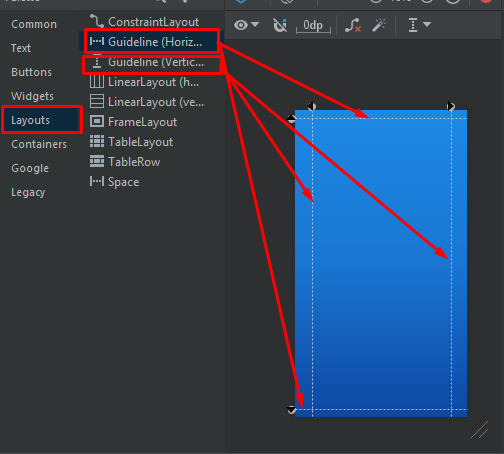 Common
Text
Buttons
Widgets
Layouts
Containers
Google
Legacy
ConstraintLayout
Guideline (Horiz...
Guideline (Vertic...
LinearLayout (h...
LinearLayout (ve...
FrameLayout
TableLayout
TableRow
Space
0dp